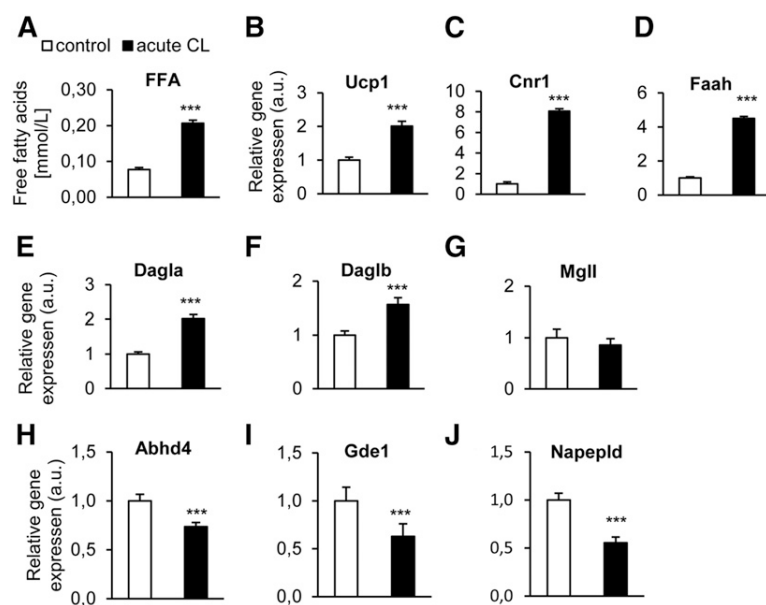 A
B
C
D
control acute CL
FFA
Ucp1
Cnr1
Faah
Free fatty acids
[mmol/L]
0,30
0,20
0,10
0,00
***
Relative gene
expressen (a.u.)
3
2
1
0
***
10
8
6
4
2
0
***
6
4
2
0
***
E
F
G
Dagla
Daglb
Mgll
Relative gene
expressen (a.u.)
3
2
1
0
***
2
1
0
***
2
1
0
H
I
J
Abhd4
Gde1
Napepld
Relative gene
expressen (a.u.)
1,5
1,0
0,5
0,0
***
1,5
1,0
0,5
0,0
***
1,5
1,0
0,5
0,0
***